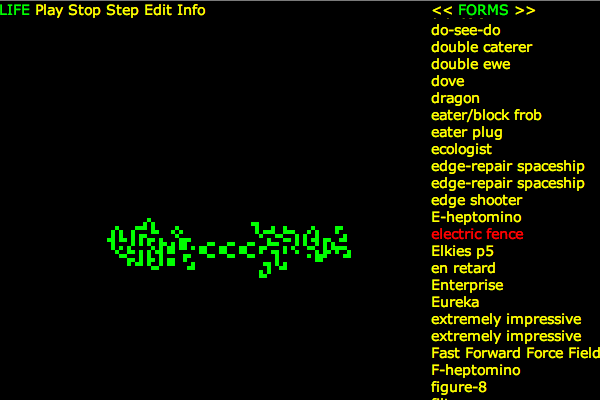 LIFE Play Stop Step Edit Info
<< FORMS >>
do-see-do
double caterer
double ewe
dove
dragon
eater/block frob
eater plug
ecologist
edge-repair spaceship
edge-repair spaceship
edge shooter
E-heptomino
electric fence
Elkies p5
en retard
Enterprise
Eureka
extremely impressive
extremely impressive
Fast Forward Force Field
F-heptomino
figure-8